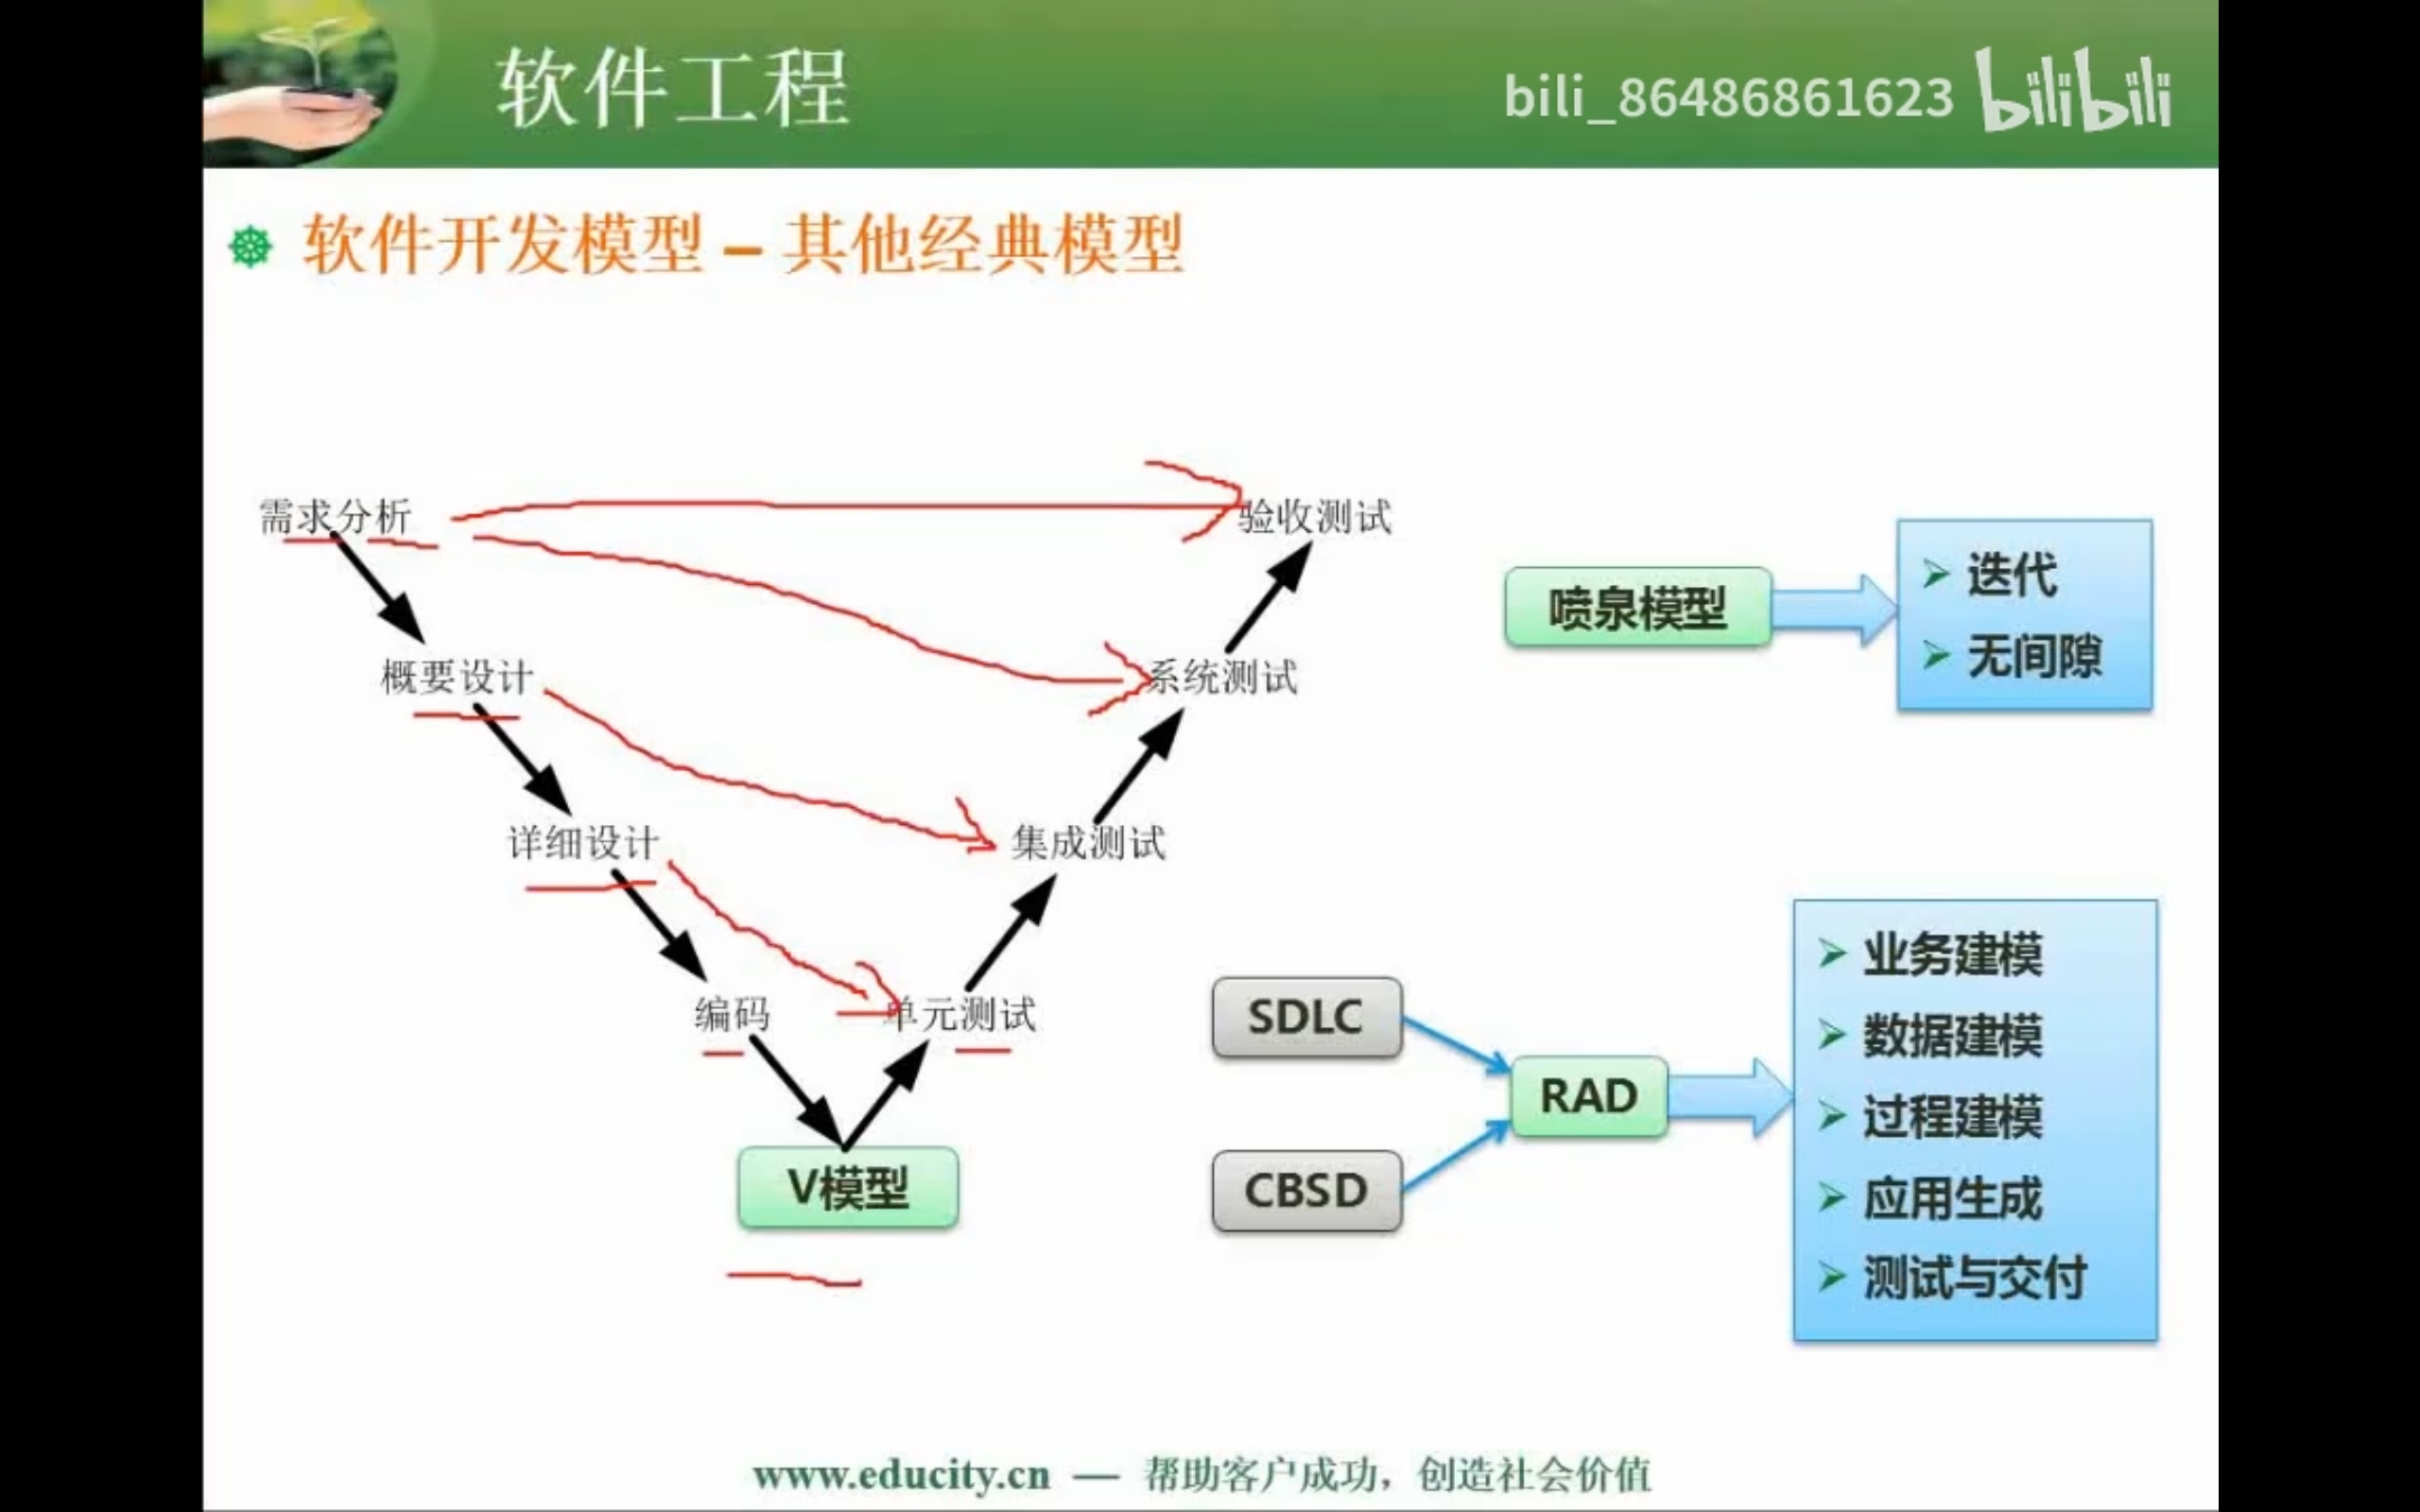 软件工程
bili_86486861623 bilibili
软件开发模型 – 其他经典模型
需求分析
验收测试
概要设计
系统测试
详细设计
集成测试
编码
单元测试
V模型
喷泉模型
迭代
无间隙
SDLC
CBSD
RAD
业务建模
数据建模
过程建模
应用生成
测试与交付
www.educity.cn — 帮助客户成功，创造社会价值